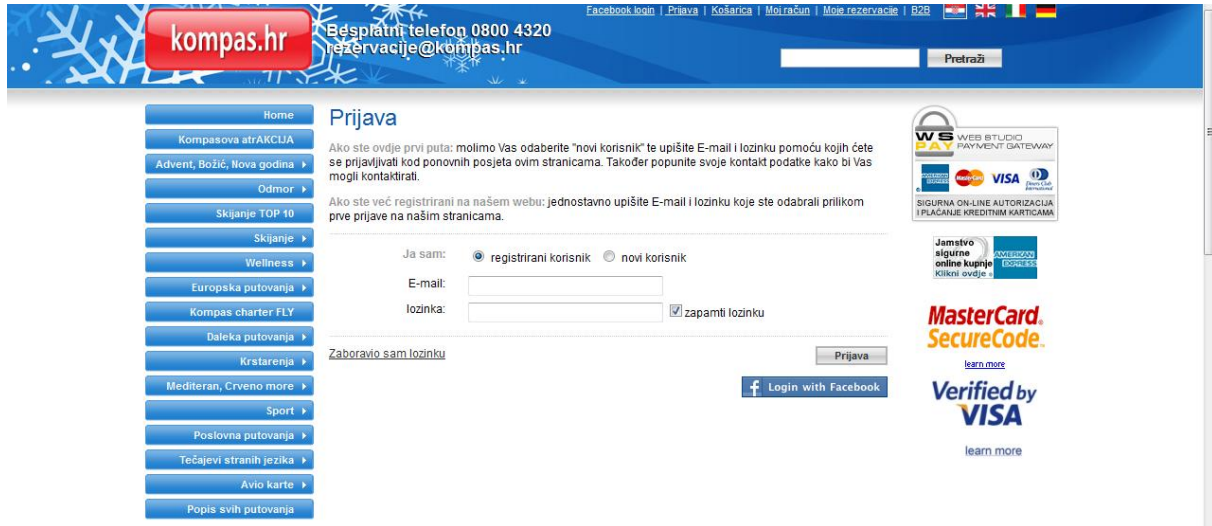 Facebook login | Prijava | Košarica | Moj račun | Moje rezervacije | B2B
kompas.hr
Besplatni telefon 0800 4320
rezervacije@kompas.hr
Pretraži
Home
Kompasova atrAKCIJA
Advent, Božić, Nova godina
Odmor
Skijanje TOP 10
Skijanje
Wellness
Europska putovanja
Kompas charter FLY
Daleka putovanja
Krstarenja
Mediteran, Crveno more
Sport
Poslovna putovanja
Tečajevi stranih jezika
Avio karte
Popis svih putovanja
Prijava
Ako ste ovdje prvi puta: molimo Vas odaberite "novi korisnik" te upišite E-mail i lozinku pomoću kojih ćete
se prijavljivati kod ponovnih posjeta ovim stranicama. Također popunite svoje kontakt podatke kako bi Vas
mogli kontaktirati.
Ako ste već registrirani na našem webu: jednostavno upišite E-mail i lozinku koje ste odabrali prilikom
prve prijave na našim stranicama.
Ja sam: registrirani korisnik novi korisnik
E-mail:
lozinka: zapamti lozinku
Zaboravio sam lozinku
Prijava
f Login with Facebook
WS WEB STUDIO
PAY PAYMENT GATEWAY
AMERICAN EXPRESS MasterCard VISA Diners Club International
SIGURNA ON-LINE AUTORIZACIJA
I PLAĆANJE KREDITNIM KARTICAMA
Jamstvo
sigurne
online kupnje
Klikni ovdje
AMERICAN EXPRESS
MasterCard.
SecureCode.
learn more
Verified by
VISA
learn more